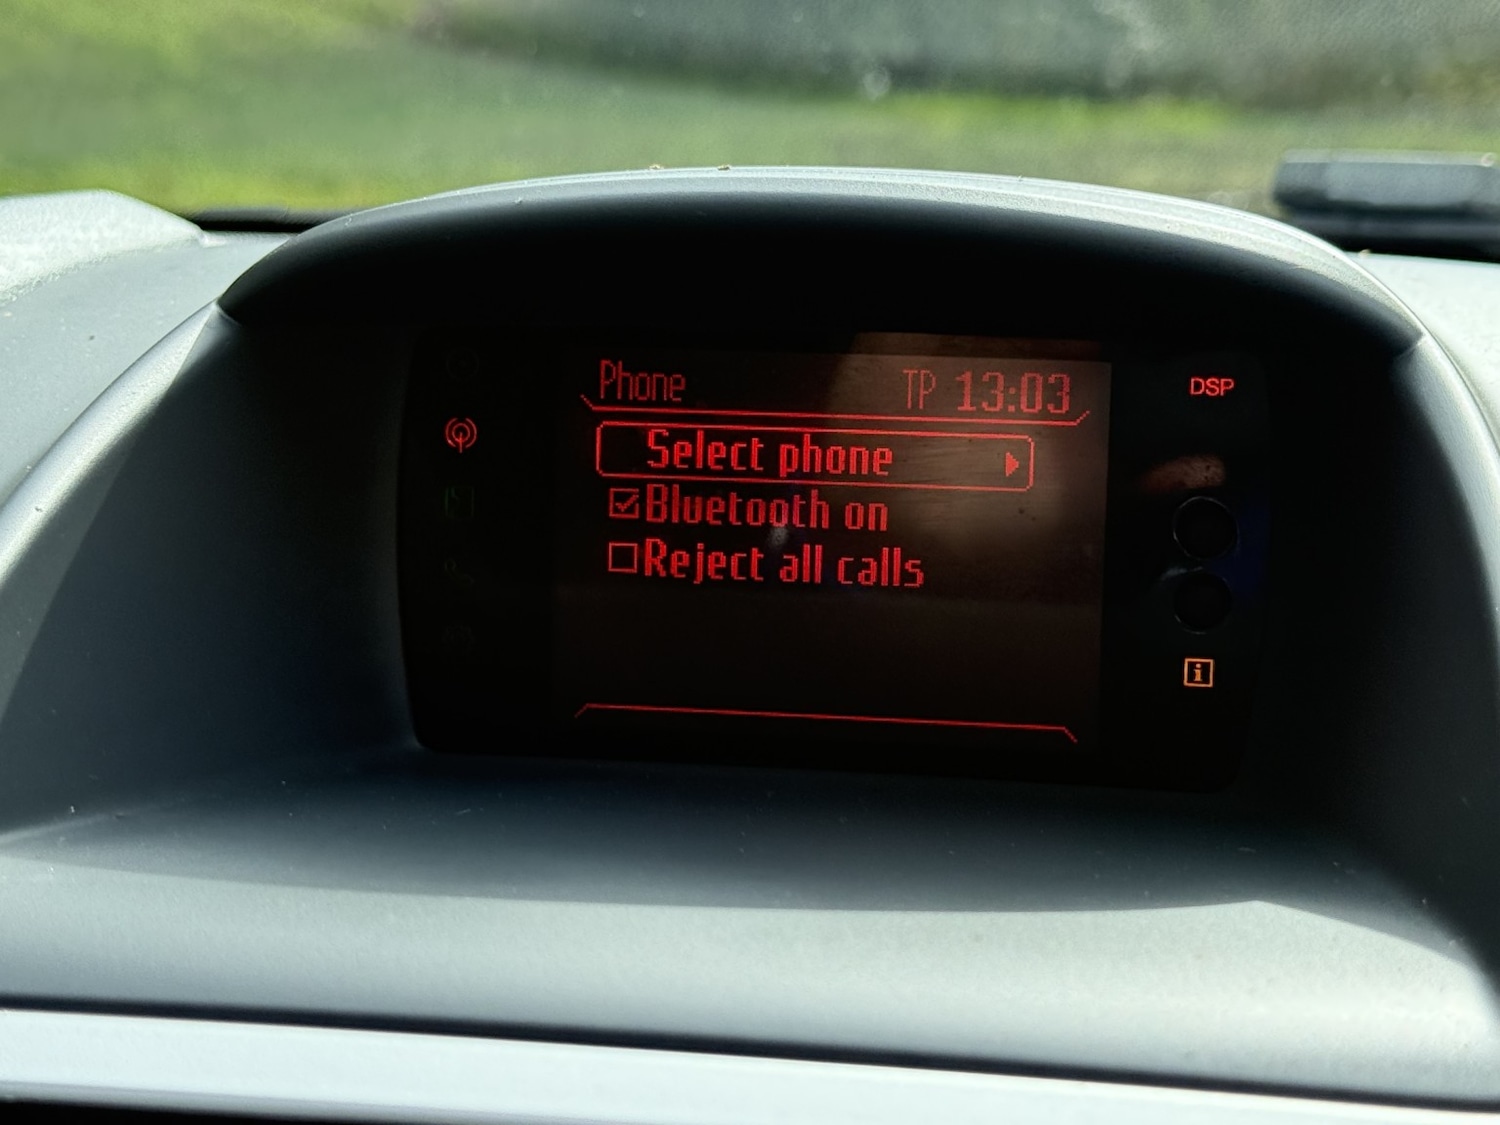 Phone TP 13:03
DSP
Select phone
Bluetooth on
Reject all calls
i